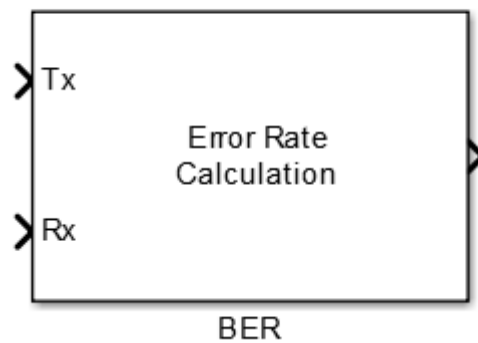 Tx
Error Rate
Calculation
Rx
BER